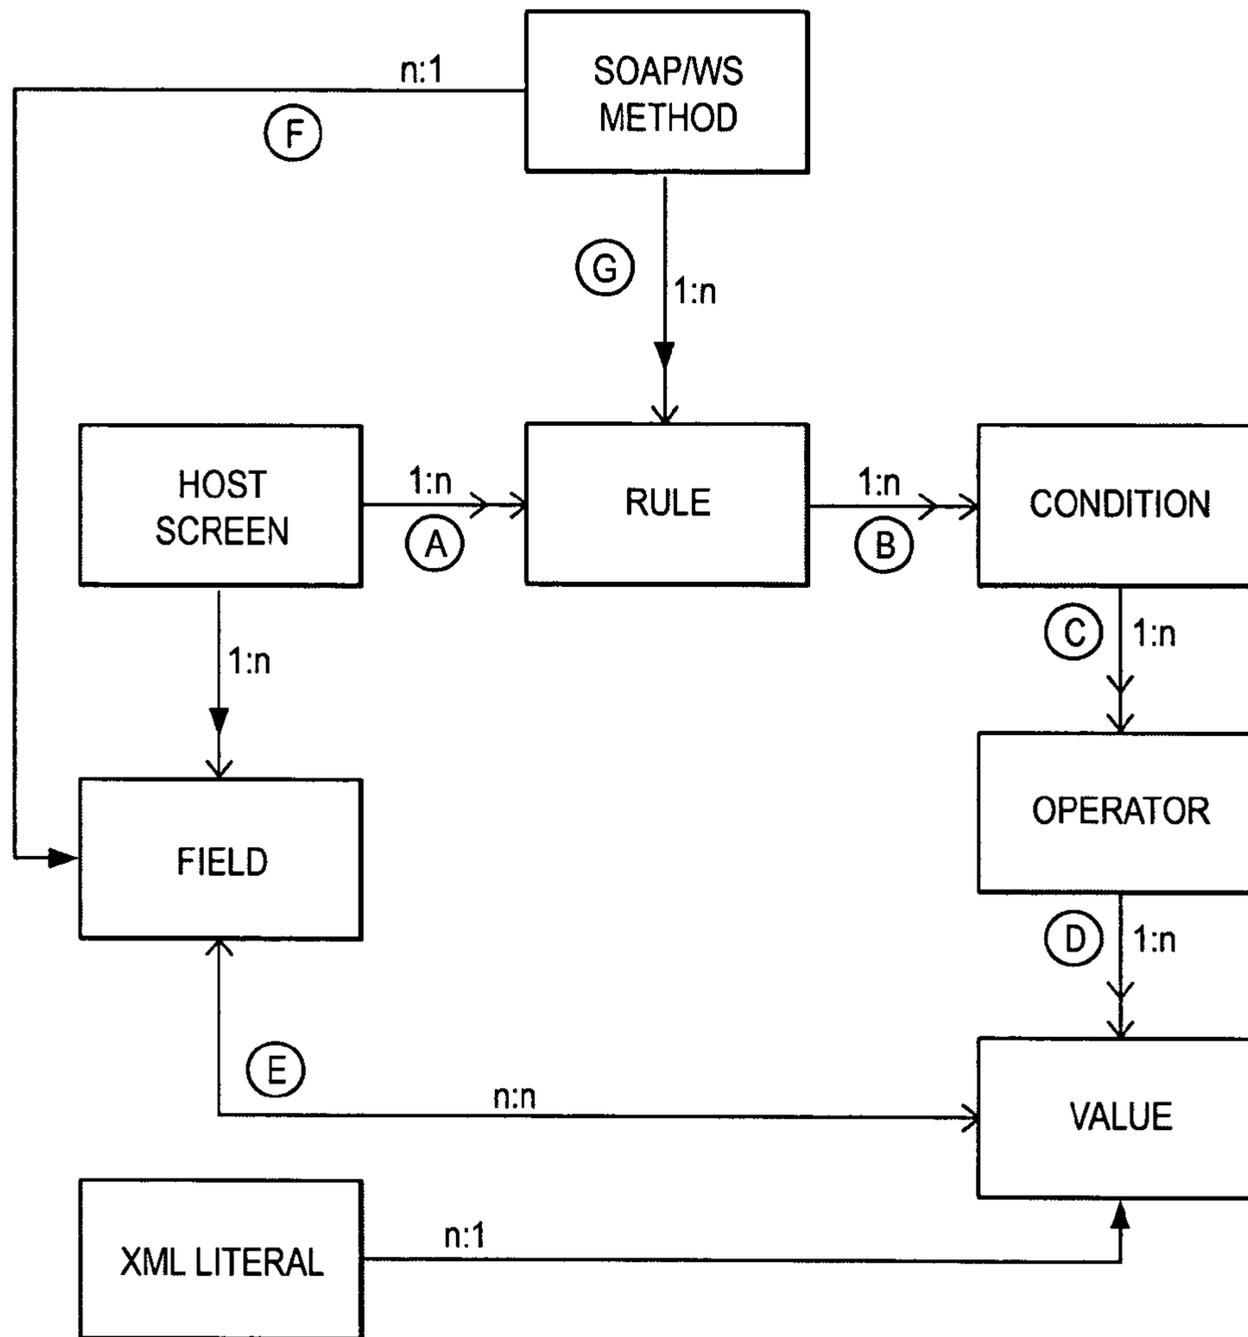 SOAP/WS
METHOD
n:1
F
G
1:n
HOST
SCREEN
1:n
A
RULE
1:n
B
CONDITION
1:n
C
1:n
OPERATOR
FIELD
D
1:n
E
n:n
VALUE
XML LITERAL
n:1